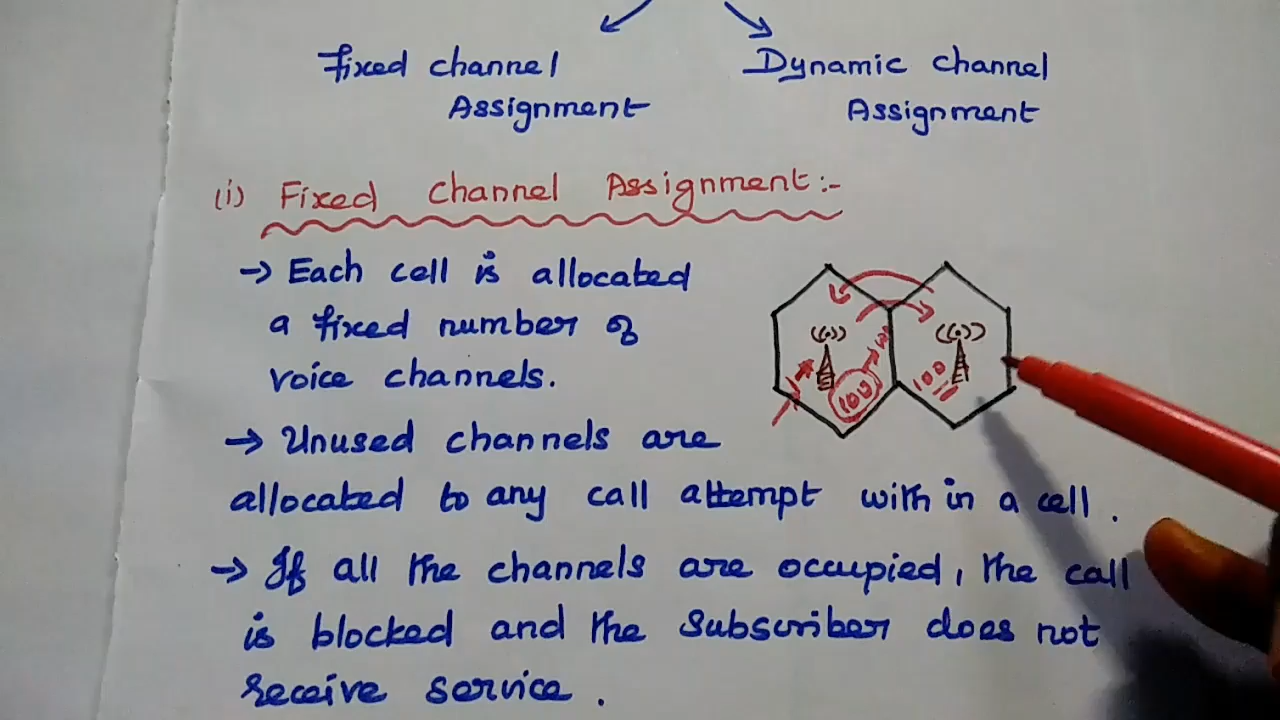 Fixed channel
Assignment
Dynamic channel
Assignment
(i) Fixed channel Assignment:-
→ Each cell is allocated
a fixed number of
voice channels.
100
100
→ Unused channels are
allocated to any call attempt with in a cell.
→ If all the channels are occupied, the call
is blocked and the subscriber does not
receive service.